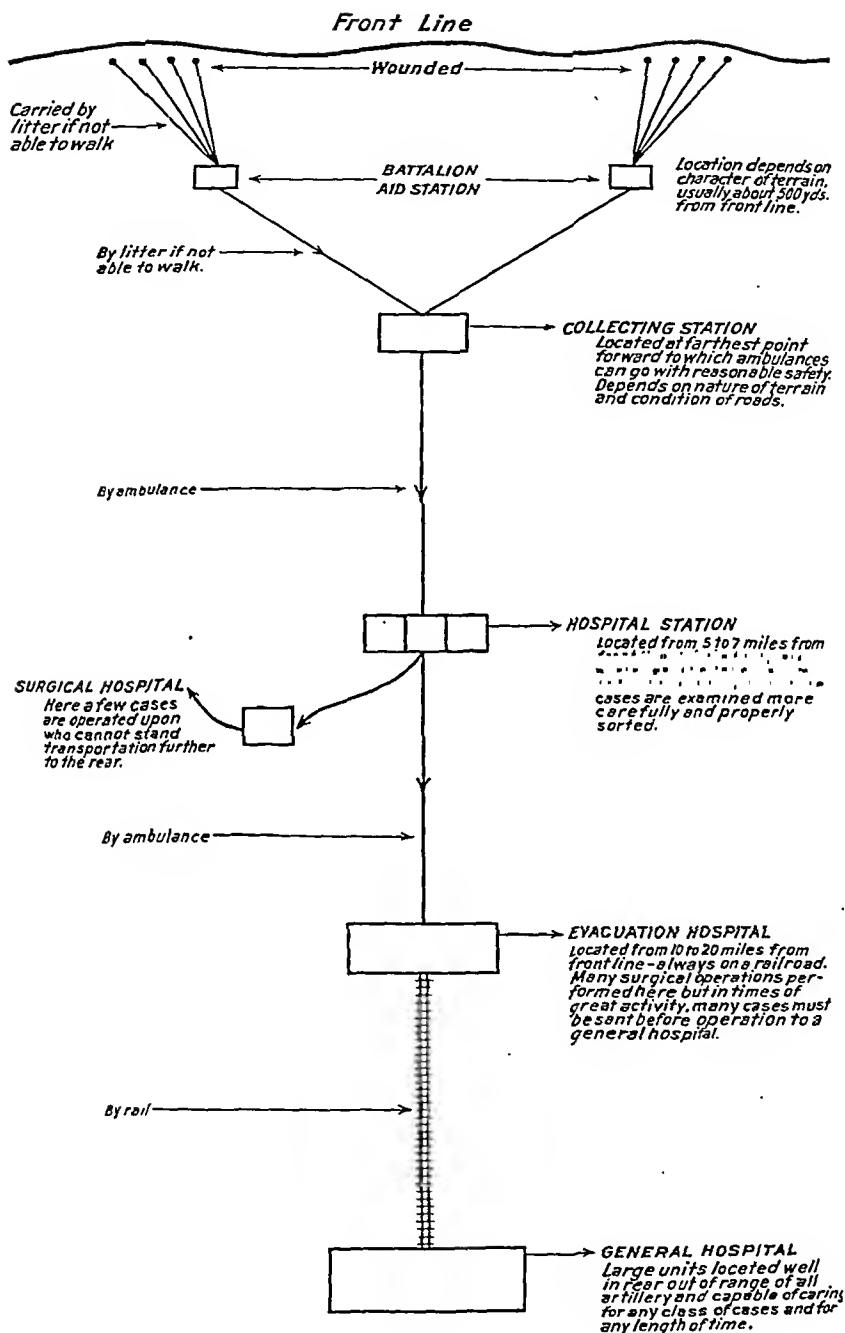 Front Line
Wounded
Carried by
litter if not
able to walk
BATTALION
AID STATION
Location depends on
character of terrain,
usually about 500 yds.
from front line.
By litter if not
able to walk.
COLLECTING STATION
Located at farthest point
forward to which ambulances
can go with reasonable safety.
Depends on nature of terrain
and condition of roads.
By ambulance
HOSPITAL STATION
Located from 5 to 7 miles from
cases are examined more
carefully and properly
sorted.
SURGICAL HOSPITAL
Here a few cases
are operated upon
who cannot stand
transportation further
to the rear.
By ambulance
EVACUATION HOSPITAL
Located from 10 to 20 miles from
front line-always on a railroad.
Many surgical operations per-
formed here but in times of
great activity, many cases must
be sent before operation to a
general hospital.
By rail
GENERAL HOSPITAL
Large units located well
in rear out of range of all
artillery and capable of caring
for any class of cases and for
any length of time.